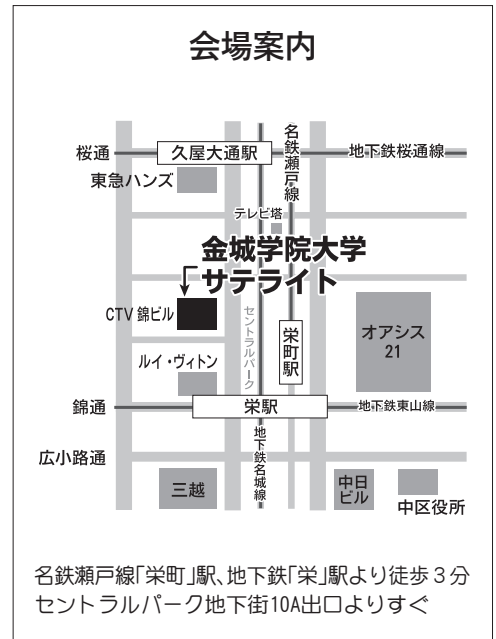 会場案内
桜通
久屋大通駅
名鉄瀬戸線
地下鉄桜通線
東急ハンズ
テレビ塔
金城学院大学
サテライト
CTV錦ビル
セントラルパーク
栄町駅
オアシス
21
ルイ・ヴィトン
錦通
栄駅
地下鉄東山線
広小路通
地下鉄名城線
三越
中日
ビル
中区役所
名鉄瀬戸線｢栄町｣駅､地下鉄｢栄｣駅より徒歩３分
セントラルパーク地下街10A出口よりすぐ